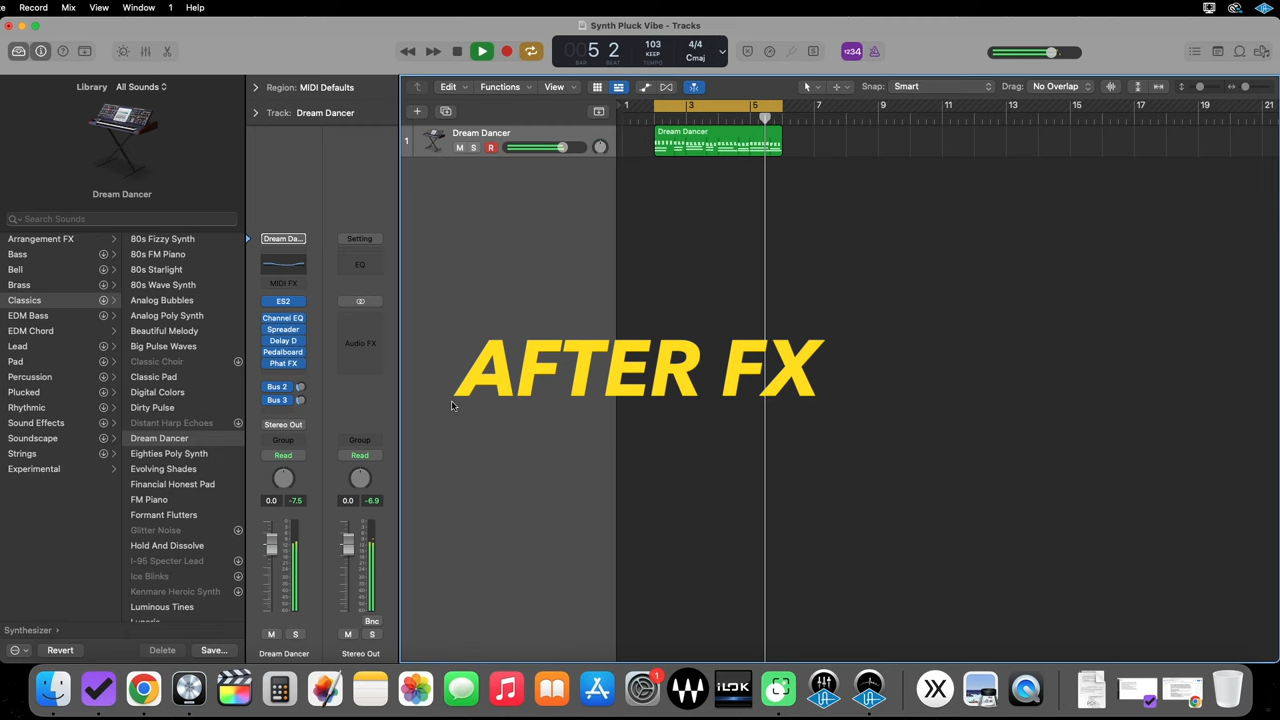 Record Mix View Window 1 Help
Synth Pluck Vibe - Tracks
005 2
BAR BEAT
103
KEEP
TEMPO
4/4
Cmaj
1234
Library All Sounds
Region: MIDI Defaults
Edit Functions View
Snap: Smart
Drag: No Overlap
Track: Dream Dancer
1 3 5 7 9 11 13 15 17 19 21
1
Dream Dancer
M S R
Dream Dancer
Dream Dancer
Search Sounds
Arrangement FX
Bass
Bell
Brass
Classics
EDM Bass
EDM Chord
Lead
Pad
Percussion
Plucked
Rhythmic
Sound Effects
Soundscape
Strings
Experimental
80s Fizzy Synth
80s FM Piano
80s Starlight
80s Wave Synth
Analog Bubbles
Analog Poly Synth
Beautiful Melody
Big Pulse Waves
Classic Choir
Classic Pad
Digital Colors
Dirty Pulse
Distant Harp Echoes
Dream Dancer
Eighties Poly Synth
Evolving Shades
Financial Honest Pad
FM Piano
Formant Flutters
Glitter Noise
Hold And Dissolve
I-95 Specter Lead
Ice Blinks
Kenmare Heroic Synth
Luminous Tines
Synthesizer
Revert Delete Save...
Dream Da...
MIDI FX
ES2
Channel EQ
Spreader
Delay D
Pedalboard
Phat FX
Bus 2
Bus 3
Stereo Out
Group
Read
0.0 -7.5
M S
Dream Dancer
Setting
EQ
Audio FX
Group
Read
0.0 -6.9
Bnc
M S
Stereo Out
AFTER FX
iLOK
1